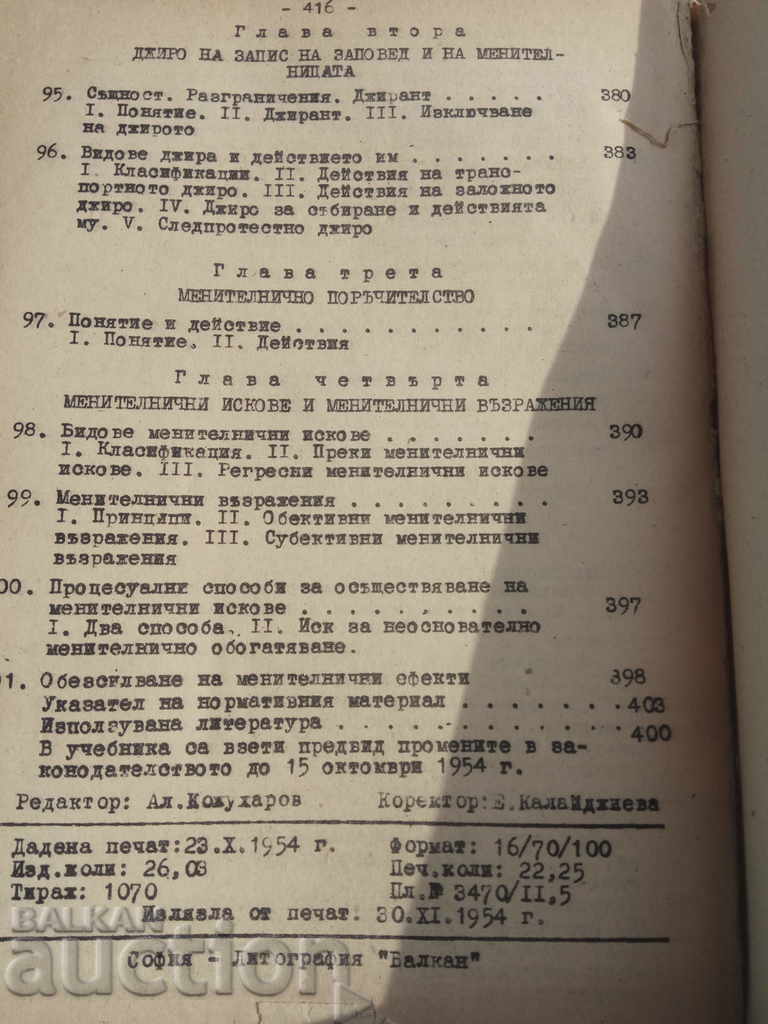 - 416 -
Глава втора
ДЖИРО НА ЗАПИС НА ЗАПОВЕД И НА МЕНИТЕЛ-
НИЦАТА
95. Същност. Разграничения. Джирант . . . . . 380
I. Понятие. II. Джирант. III. Изключване
на джирото
96. Видове джира и действието им . . . . . . . 383
I. Класификации. II. Действия на транс-
портното джиро. III. Действия на заложното
джиро. IV. Джиро за събиране и действията
му. V. Следпротестно джиро
Глава трета
МЕНИТЕЛНИЧНО ПОРЪЧИТЕЛСТВО
97. Понятие и действие . . . . . . . . . . . 387
I. Понятие. II. Действия
Глава четвърта
МЕНИТЕЛНИЧНИ ИСКОВЕ И МЕНИТЕЛНИЧНИ ВЪЗРАЖЕНИЯ
98. Видове менителнични искове . . . . . . . 390
I. Класификация. II. Преки менителнични
искове. III. Регресни менителнични искове
99. Менителнични възражения . . . . . . . . . 393
I. Принципи. II. Обективни менителнични
възражения. III. Субективни менителнични
възражения
00. Процесуални способи за осъществяване на
менителнични искове . . . . . . . . . . 397
I. Два способа. II. Иск за неоснователно
менителнично обогатяване.
01. Обезсилване на менителнични ефекти 398
Указател на нормативния материал . . . . . . . 403
Използувана литература . . . . . . . . . . . . 400
В учебника са взети предвид промените в за-
конодателството до 15 октомври 1954 г.
Редактор: Ал.Кожухаров Коректор:Е.Калайджиева
Дадена печат:23.X.1954 г. Формат: 16/70/100
Изд.коли: 26,08 Печ.коли: 22,25
Тираж: 1070 Пл.№ 3470/II,5
Излязла от печат. 30.XI.1954 г.
София - Литография "Балкан"
BALKAN
auction